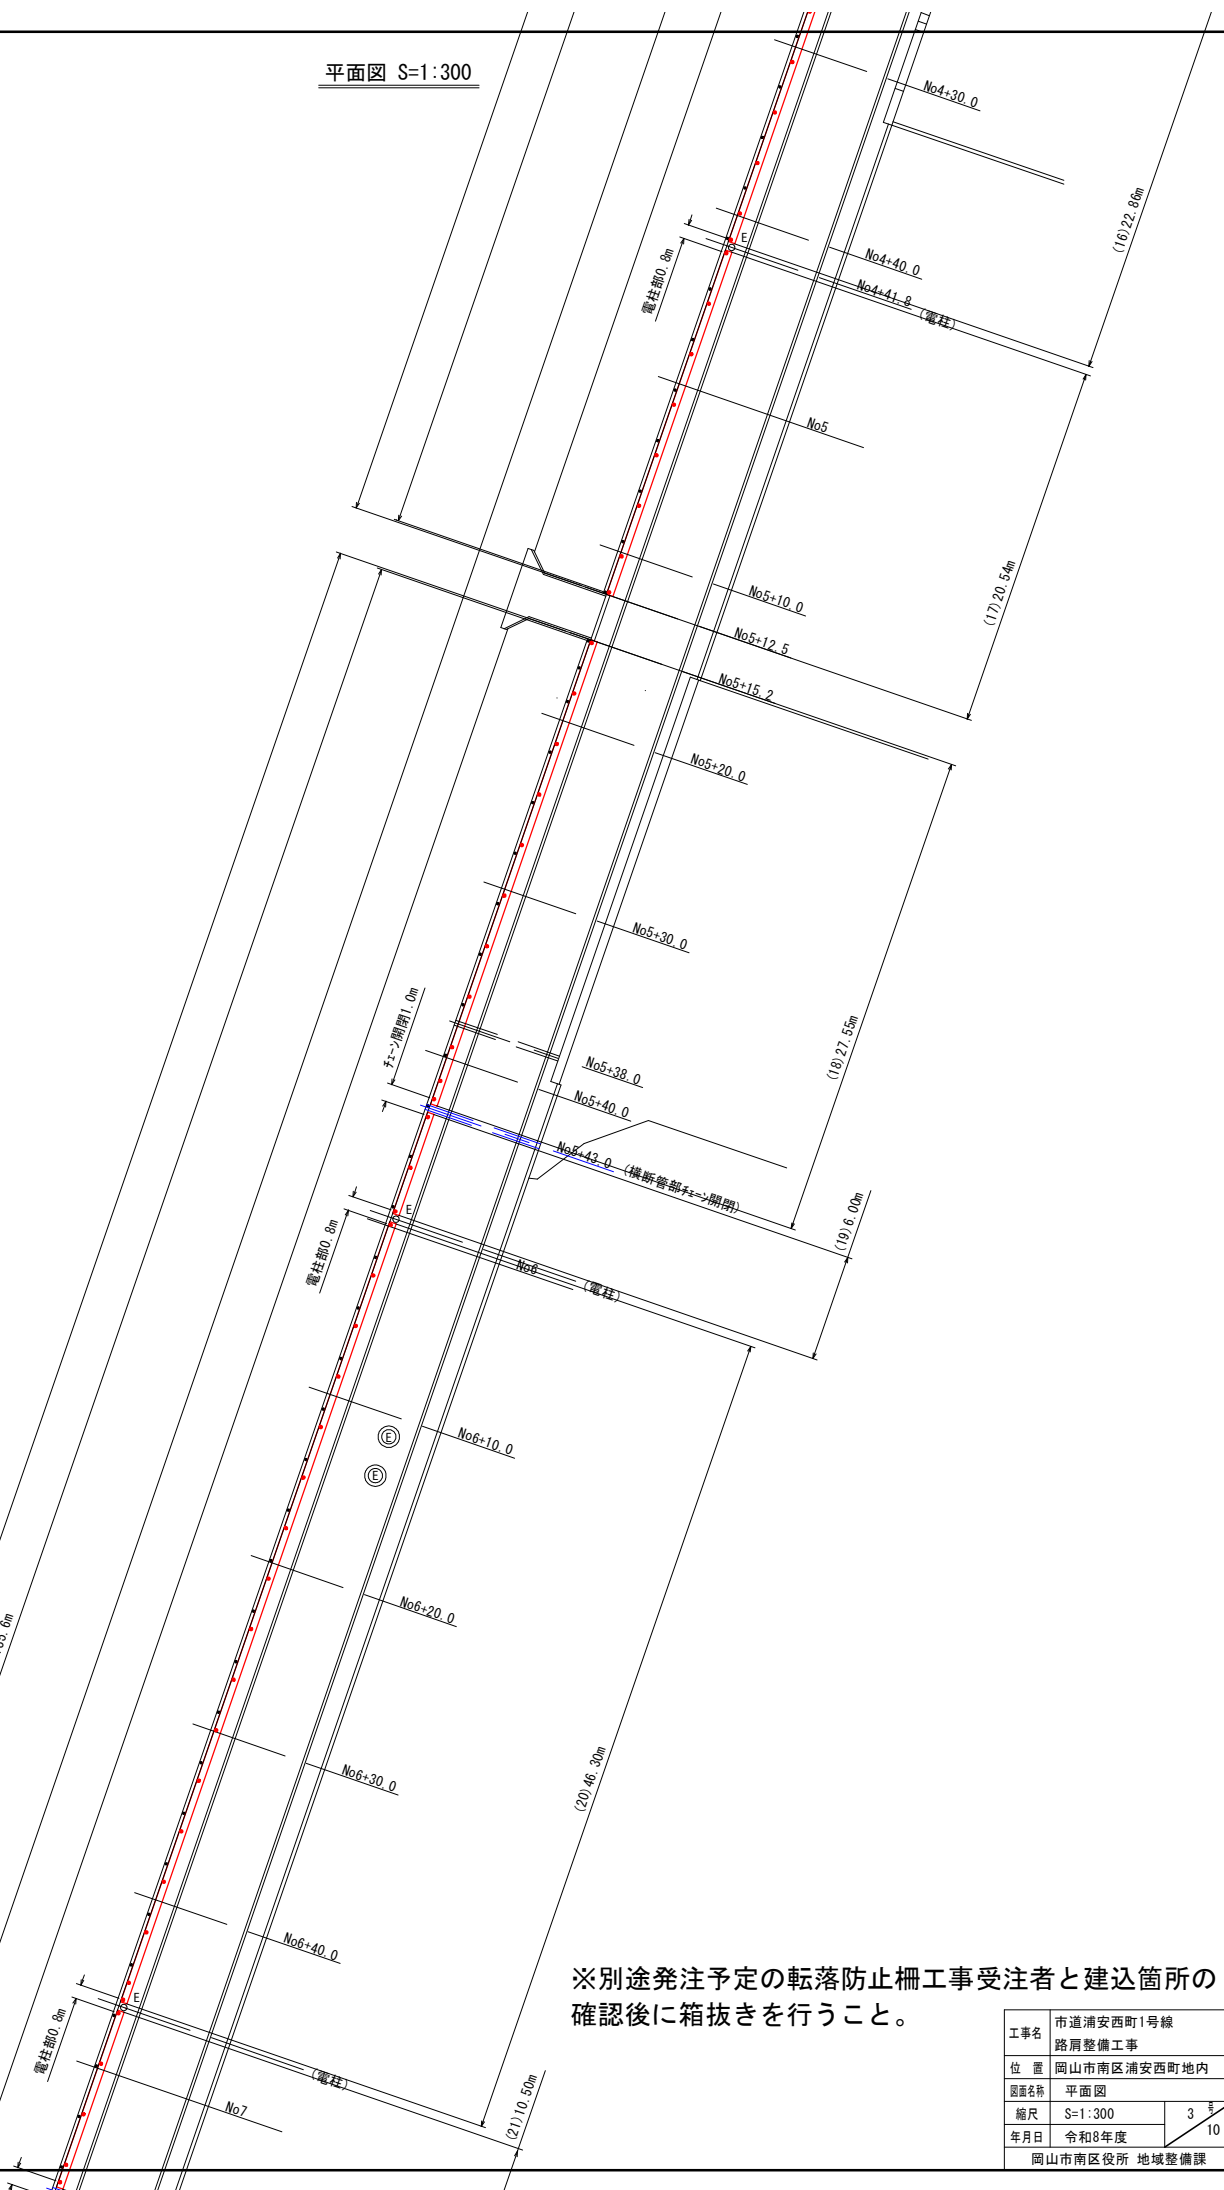 平面図 S=1:300
No4+30.0
(16)22.86m
E
電柱部0.8m
No4+40.0
No4+41.8 (電柱)
No5
(17)20.54m
No5+10.0
No5+12.5
No5+15.2
No5+20.0
No5+30.0
チェーン開閉1.0m
(18)27.55m
No5+38.0
No5+40.0
No5+43.0 (横断管部チェーン開閉)
(19)6.00m
E
電柱部0.8m
No6 (電柱)
No6+10.0
E
E
No6+20.0
No6+30.0
(20)46.30m
No6+40.0
E
電柱部0.8m
(電柱)
No7
(21)10.50m
※別途発注予定の転落防止柵工事受注者と建込箇所の
確認後に箱抜きを行うこと。
工事名 市道浦安西町1号線
路肩整備工事
位 置 岡山市南区浦安西町地内
図面名称 平面図
縮尺 S=1:300 3 10
年月日 令和8年度
岡山市南区役所 地域整備課